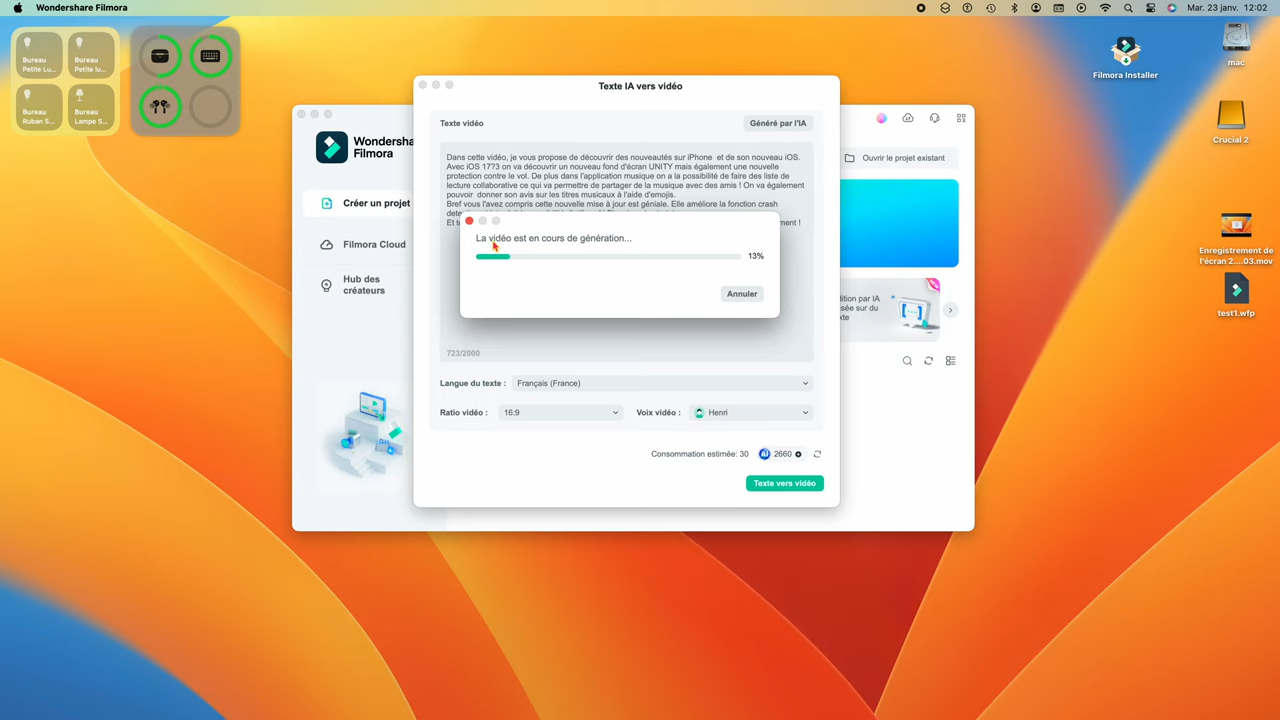 Wondershare Filmora
Mar. 23 janv. 12:02
Bureau
Petite Lu...
Bureau
Petite lu...
Bureau
Ruban S...
Bureau
Lampe S...
Filmora Installer
mac
Crucial 2
Enregistrement de
l'écran 2....03.mov
test1.wfp
Wondershare
Filmora
Créer un projet
Filmora Cloud
Hub des
créateurs
Ouvrir le projet existant
dition par IA
sée sur du
xte
Texte IA vers vidéo
Texte vidéo
Généré par l'IA
Dans cette vidéo, je vous propose de découvrir des nouveautés sur iPhone et de son nouveau iOS.
Avec iOS 17?3 on va découvrir un nouveau fond d'écran UNITY mais également une nouvelle
protection contre le vol. De plus dans l'application musique on a la possibilité de faire des liste de
lecture collaborative ce qui va permettre de partager de la musique avec des amis ! On va également
pouvoir donner son avis sur les titres musicaux à l'aide d'emojis.
Bref vous l'avez compris cette nouvelle mise à jour est géniale. Elle améliore la fonction crash
Et
ment !
La vidéo est en cours de génération...
13%
Annuler
723/2000
Langue du texte :
Français (France)
Ratio vidéo :
16:9
Voix vidéo :
Henri
Consommation estimée: 30
AI
2660
Texte vers vidéo